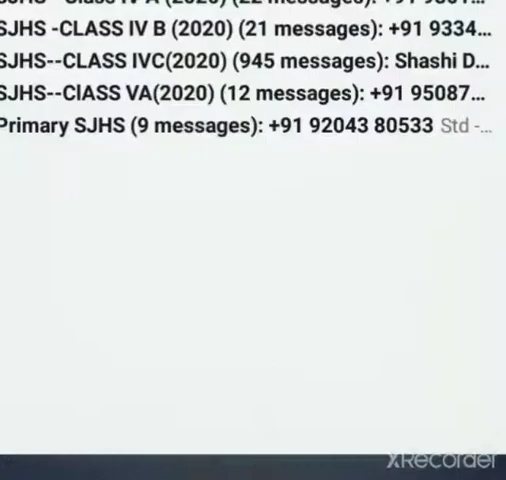 SJHS -CLASS IV B (2020) (21 messages): +91 9334...
SJHS--CLASS IVC(2020) (945 messages): Shashi D...
SJHS--ClASS VA(2020) (12 messages): +91 95087...
Primary SJHS (9 messages): +91 92043 80533 Std -...
XRecorder